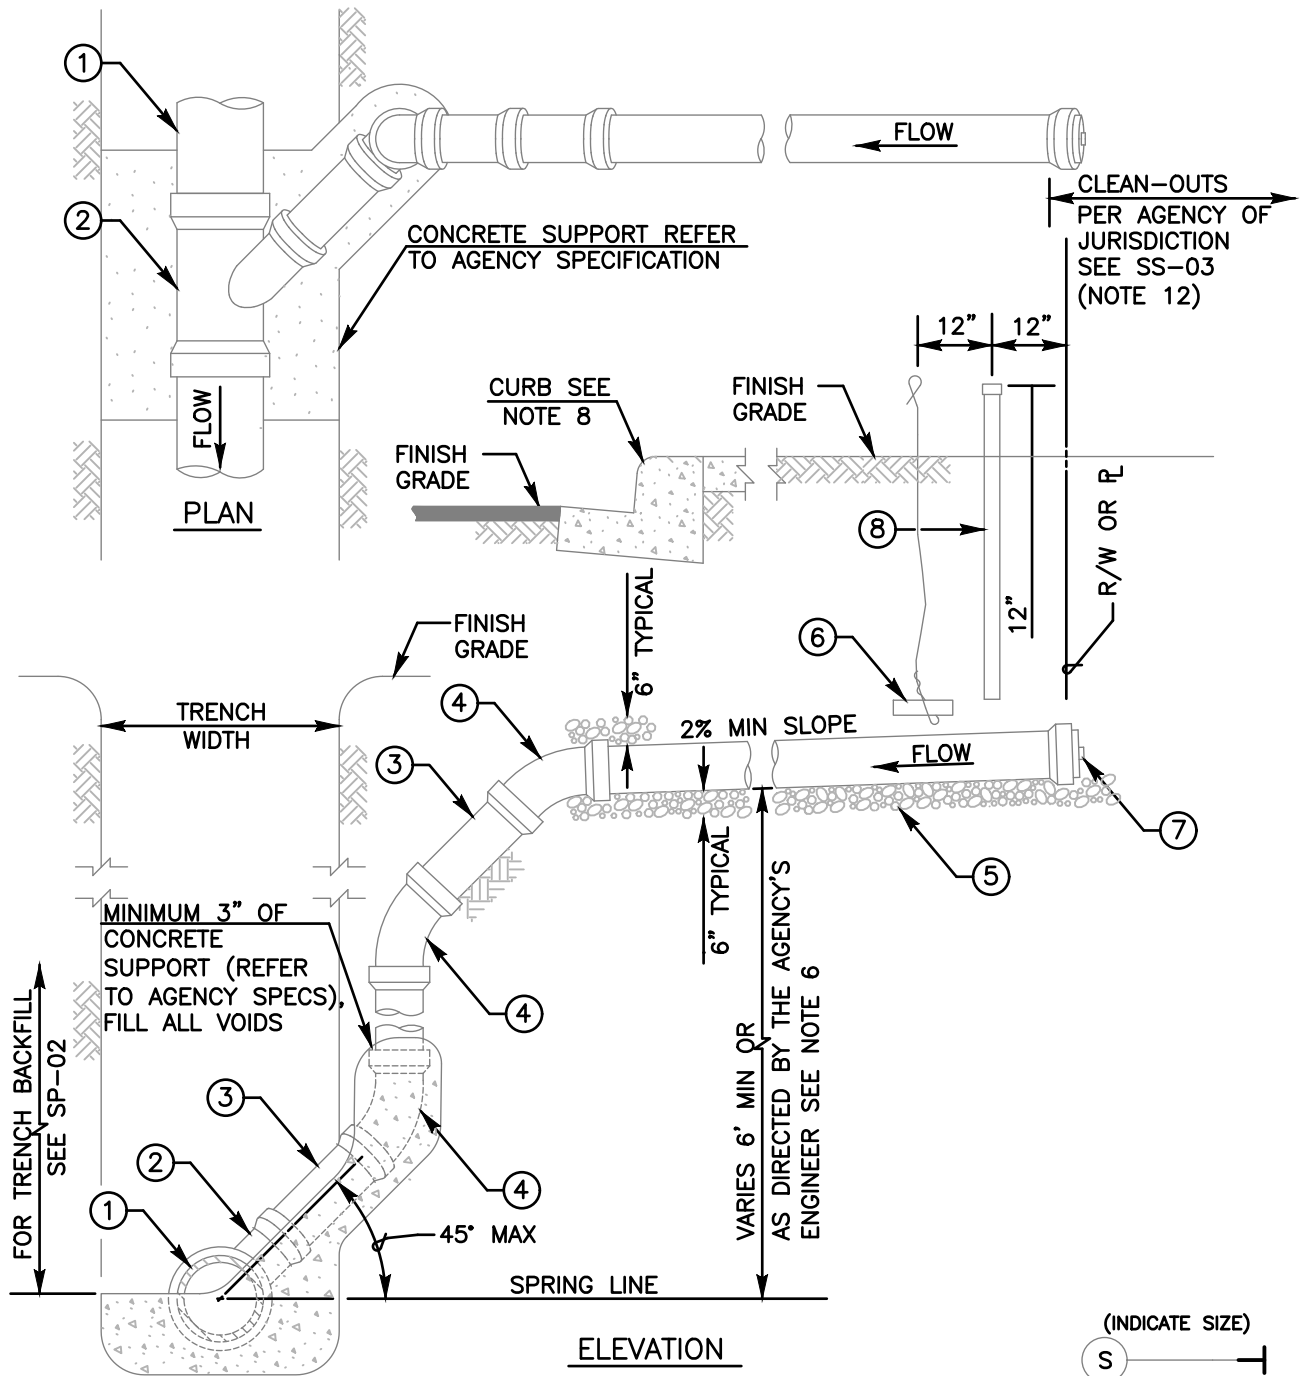 1
FLOW
CLEAN-OUTS
PER AGENCY OF
JURISDICTION
SEE SS-03
(NOTE 12)
2
CONCRETE SUPPORT REFER
TO AGENCY SPECIFICATION
12"
12"
FLOW
CURB SEE
NOTE 8
FINISH
GRADE
FINISH
GRADE
PLAN
8
R/W OR PL
12"
6" TYPICAL
FINISH
GRADE
6
TRENCH
WIDTH
4
3
2% MIN SLOPE
FLOW
7
5
6" TYPICAL
MINIMUM 3" OF
CONCRETE
SUPPORT (REFER
TO AGENCY SPECS),
FILL ALL VOIDS
4
FOR TRENCH BACKFILL
SEE SP-02
VARIES 6' MIN OR
AS DIRECTED BY THE AGENCY'S
ENGINEER SEE NOTE 6
3
2
4
1
45° MAX
SPRING LINE
ELEVATION
(INDICATE SIZE)
S